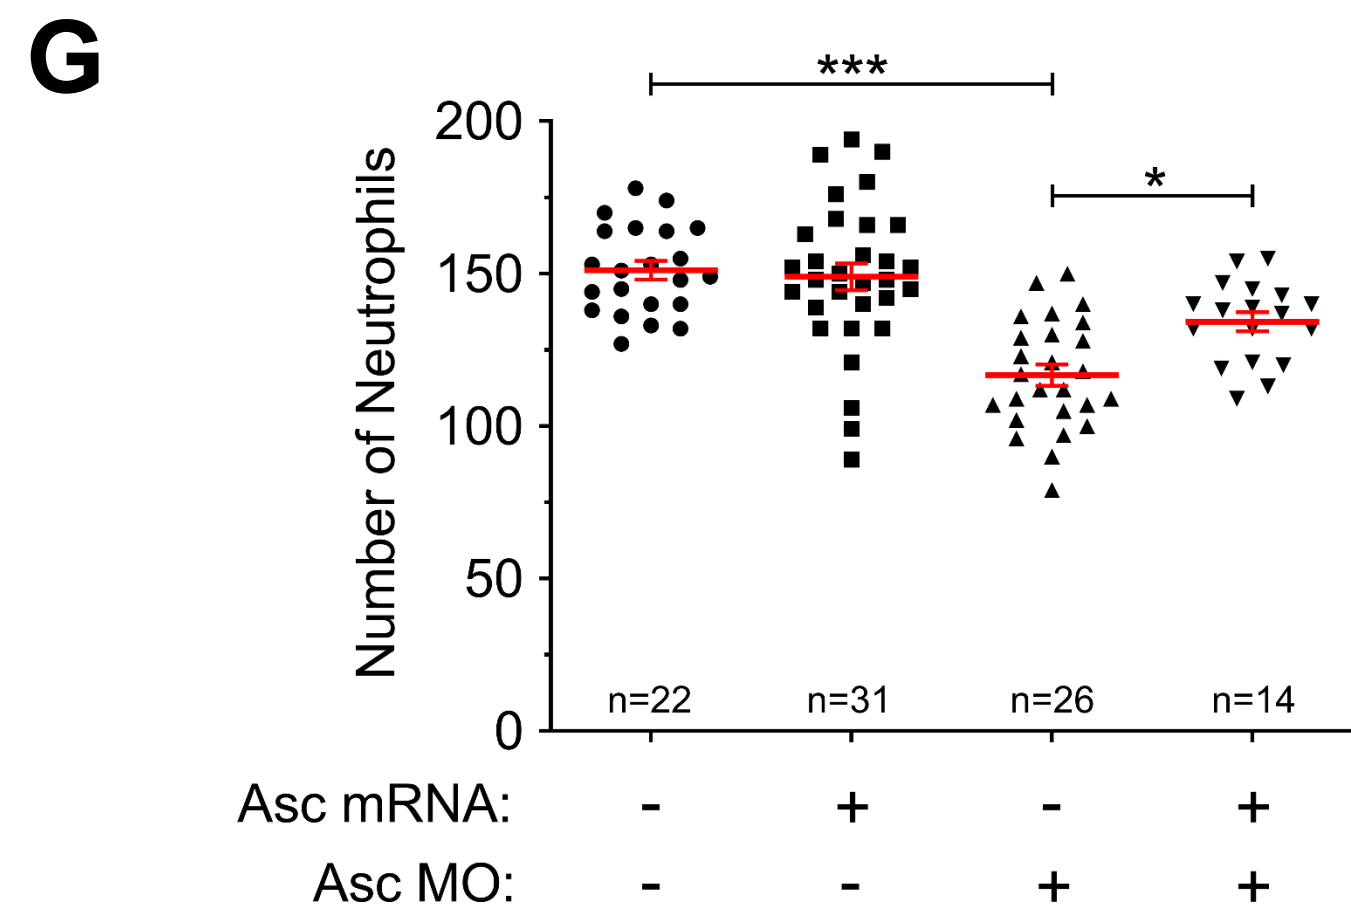 G
***
*
200
150
100
50
0
Number of Neutrophils
n=22 n=31 n=26 n=14
Asc mRNA: - + - +
Asc MO: - - + +